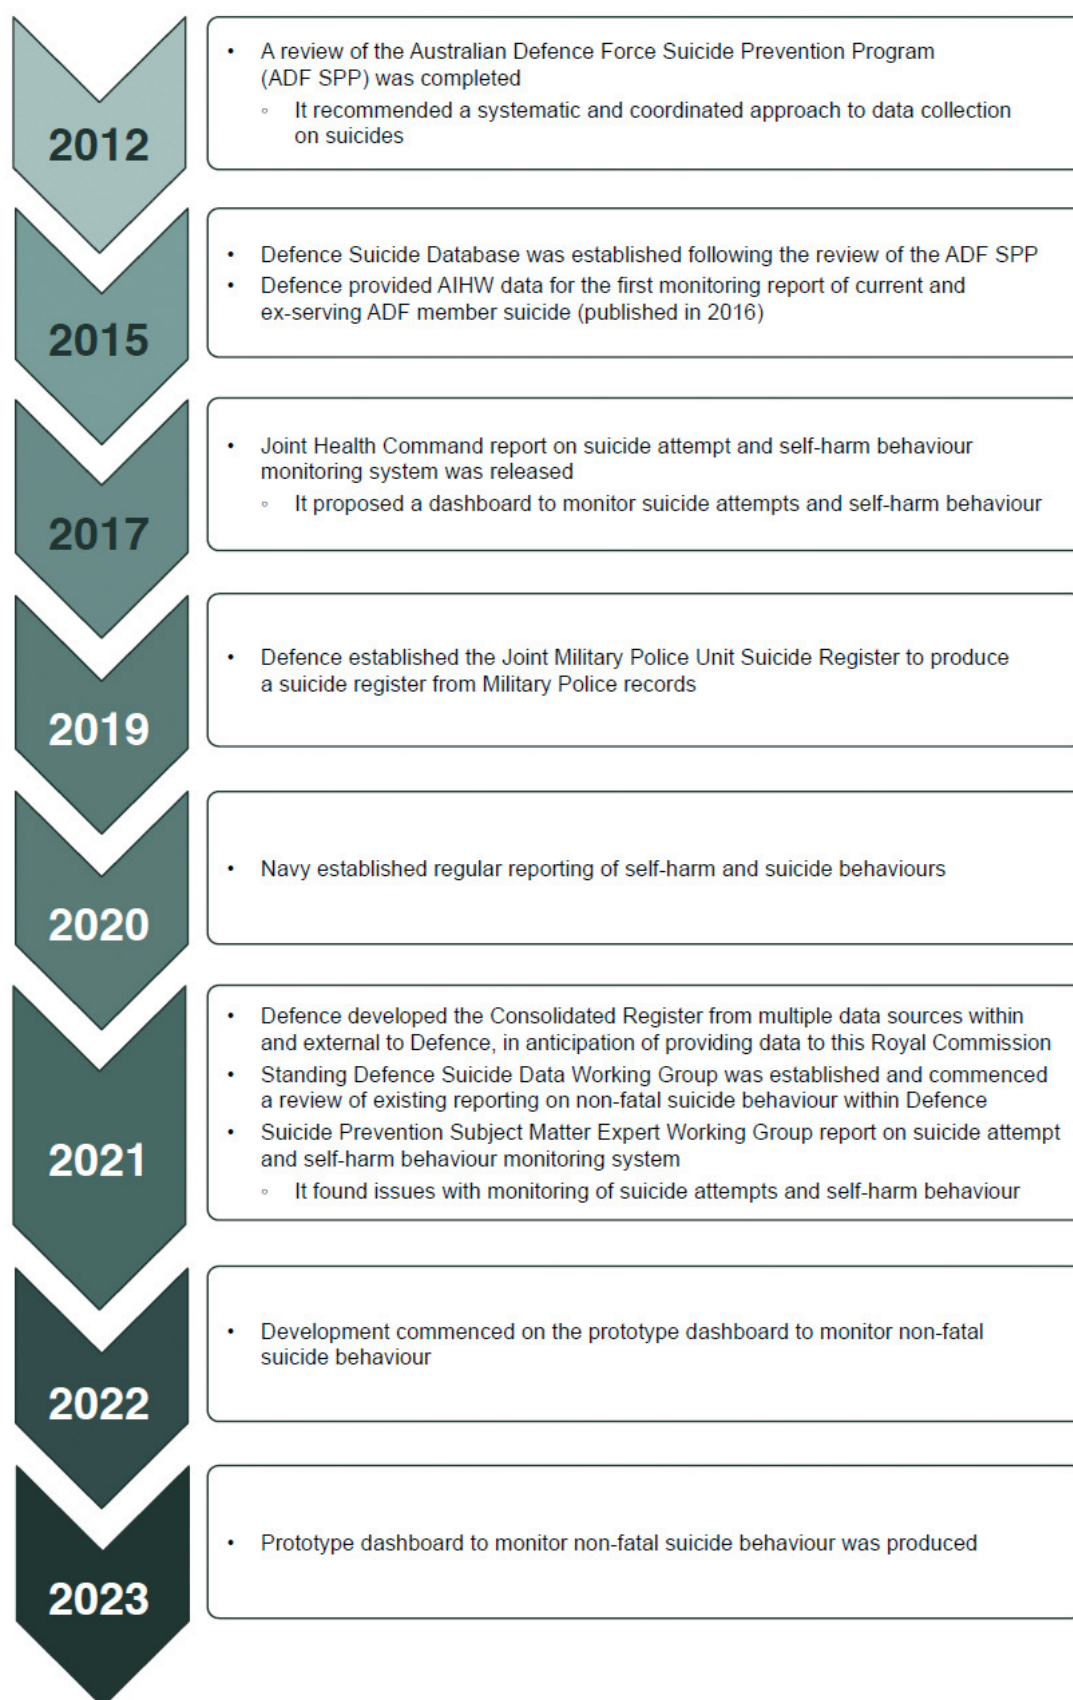 2012
• A review of the Australian Defence Force Suicide Prevention Program
(ADF SPP) was completed
◦ It recommended a systematic and coordinated approach to data collection
on suicides
2015
• Defence Suicide Database was established following the review of the ADF SPP
• Defence provided AIHW data for the first monitoring report of current and
ex-serving ADF member suicide (published in 2016)
2017
• Joint Health Command report on suicide attempt and self-harm behaviour
monitoring system was released
◦ It proposed a dashboard to monitor suicide attempts and self-harm behaviour
2019
• Defence established the Joint Military Police Unit Suicide Register to produce
a suicide register from Military Police records
2020
• Navy established regular reporting of self-harm and suicide behaviours
2021
• Defence developed the Consolidated Register from multiple data sources within
and external to Defence, in anticipation of providing data to this Royal Commission
• Standing Defence Suicide Data Working Group was established and commenced
a review of existing reporting on non-fatal suicide behaviour within Defence
• Suicide Prevention Subject Matter Expert Working Group report on suicide attempt
and self-harm behaviour monitoring system
◦ It found issues with monitoring of suicide attempts and self-harm behaviour
2022
• Development commenced on the prototype dashboard to monitor non-fatal
suicide behaviour
2023
• Prototype dashboard to monitor non-fatal suicide behaviour was produced